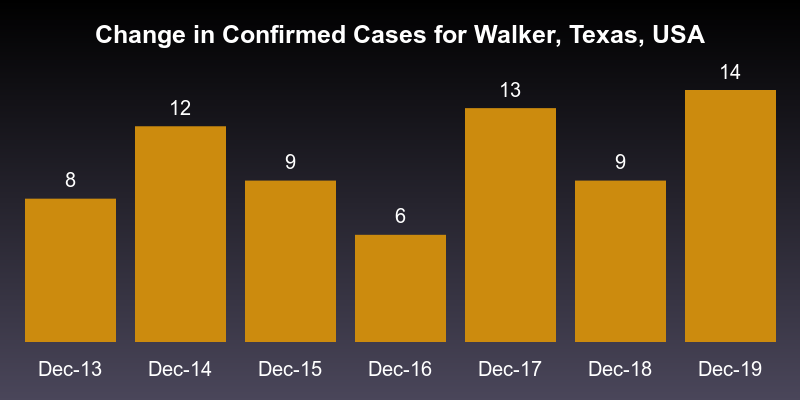 Change in Confirmed Cases for Walker, Texas, USA
8
12
9
6
13
9
14
Dec-13
Dec-14
Dec-15
Dec-16
Dec-17
Dec-18
Dec-19